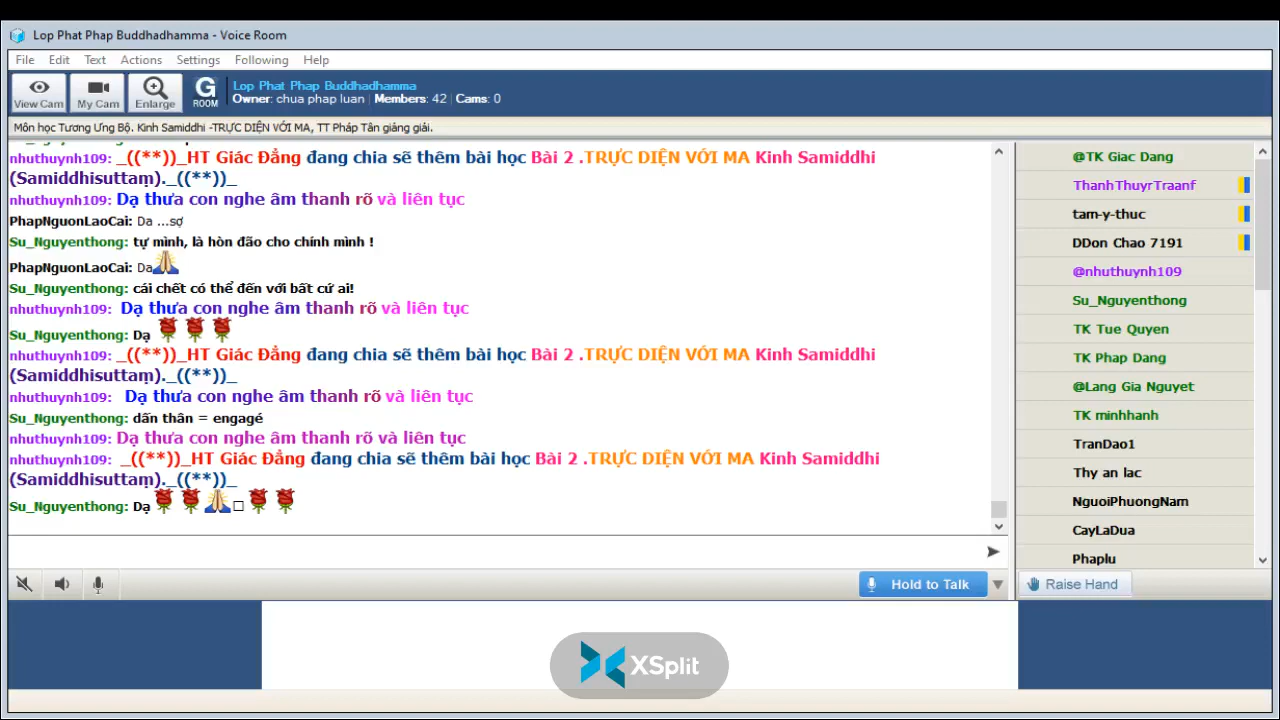 Lop Phat Phap Buddhadhamma - Voice Room
File Edit Text Actions Settings Following Help
View Cam My Cam Enlarge G ROOM
Lop Phat Phap Buddhadhamma
Owner: chua phap luan | Members: 42 | Cams: 0
Môn học Tương Ưng Bộ. Kinh Samiddhi -TRỰC DIỆN VỚI MA, TT Pháp Tân giảng giải.
nhuthuynh109: _((**))_HT Giác Đẳng đang chia sẽ thêm bài học Bài 2 .TRỰC DIỆN VỚI MA Kinh Samiddhi
(Samiddhisuttaṃ)._((**))_
nhuthuynh109: Dạ thưa con nghe âm thanh rõ và liên tục
PhapNguonLaoCai: Da ...sợ
Su_Nguyenthong: tự mình, là hòn đão cho chính mình !
PhapNguonLaoCai: Da
Su_Nguyenthong: cái chết có thể đến với bất cứ ai!
nhuthuynh109: Dạ thưa con nghe âm thanh rõ và liên tục
Su_Nguyenthong: Dạ
nhuthuynh109: _((**))_HT Giác Đẳng đang chia sẽ thêm bài học Bài 2 .TRỰC DIỆN VỚI MA Kinh Samiddhi
(Samiddhisuttaṃ)._((**))_
nhuthuynh109: Dạ thưa con nghe âm thanh rõ và liên tục
Su_Nguyenthong: dấn thân = engagé
nhuthuynh109: Dạ thưa con nghe âm thanh rõ và liên tục
nhuthuynh109: _((**))_HT Giác Đẳng đang chia sẽ thêm bài học Bài 2 .TRỰC DIỆN VỚI MA Kinh Samiddhi
(Samiddhisuttaṃ)._((**))_
Su_Nguyenthong: Dạ
@TK Giac Dang
ThanhThuyrTraanf
tam-y-thuc
DDon Chao 7191
@nhuthuynh109
Su_Nguyenthong
TK Tue Quyen
TK Phap Dang
@Lang Gia Nguyet
TK minhhanh
TranDao1
Thy an lac
NguoiPhuongNam
CayLaDua
Phaplu
Hold to Talk
Raise Hand
XSplit